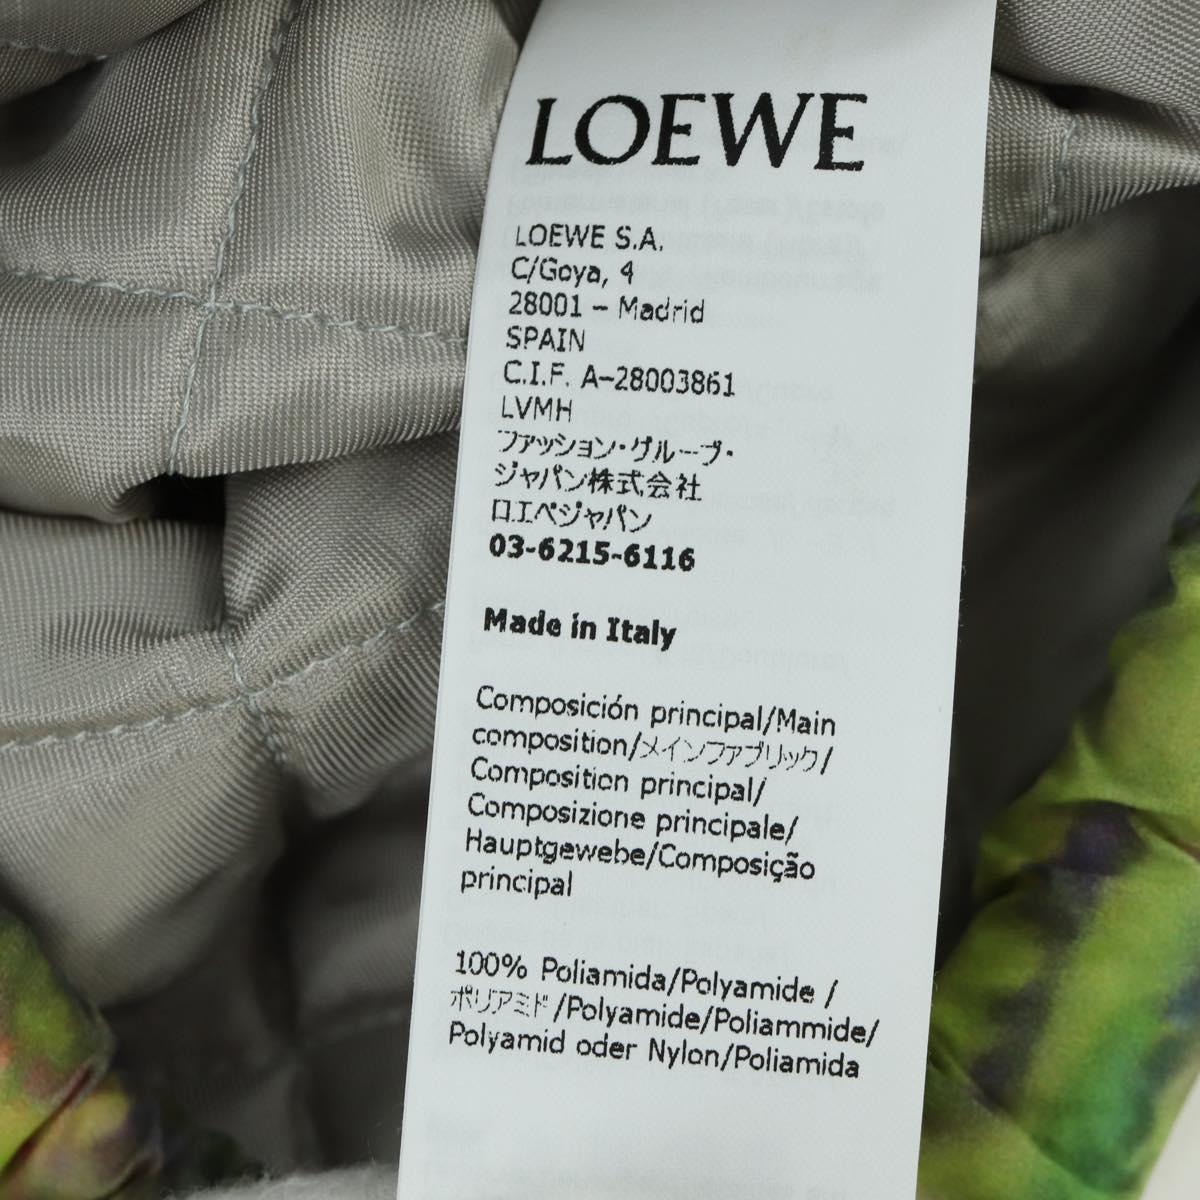 LOEWE
LOEWE S.A.
C/Goya, 4
28001 – Madrid
SPAIN
C.I.F. A-28003861
LVMH
ファッション・グループ・
ジャパン株式会社
ロエベジャパン
03-6215-6116
Made in Italy
Composición principal/Main
composition/メインファブリック/
Composition principal/
Composizione principale/
Hauptgewebe/Composição
principal
100% Poliamida/Polyamide /
ポリアミド/Polyamide/Poliammide/
Polyamid oder Nylon/Poliamida